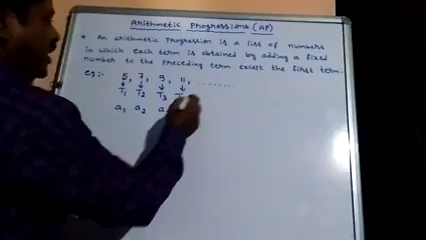 Arithmetic Progressions (AP)
* An arithmetic progression is a list of numbers
in which each term is obtained by adding a fixed
number to the preceding term except the first term.
eg:- 5, 7, 9, 11, ........
↓ ↓ ↓ ↓
T₁ T₂ T₃ T
a₁ a₂ a